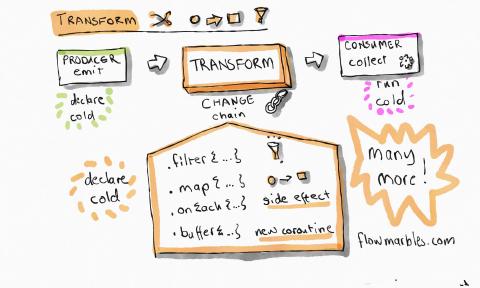 TRANSFORM
PRODUCER
emit
TRANSFORM
CONSUMER
collect
declare
cold
CHANGE
chain
run
cold
declare
cold
.filter {...}
.map {...}
.onEach {...}
.buffer {...}
side effect
new coroutine
many
more!
flowmarbles.com